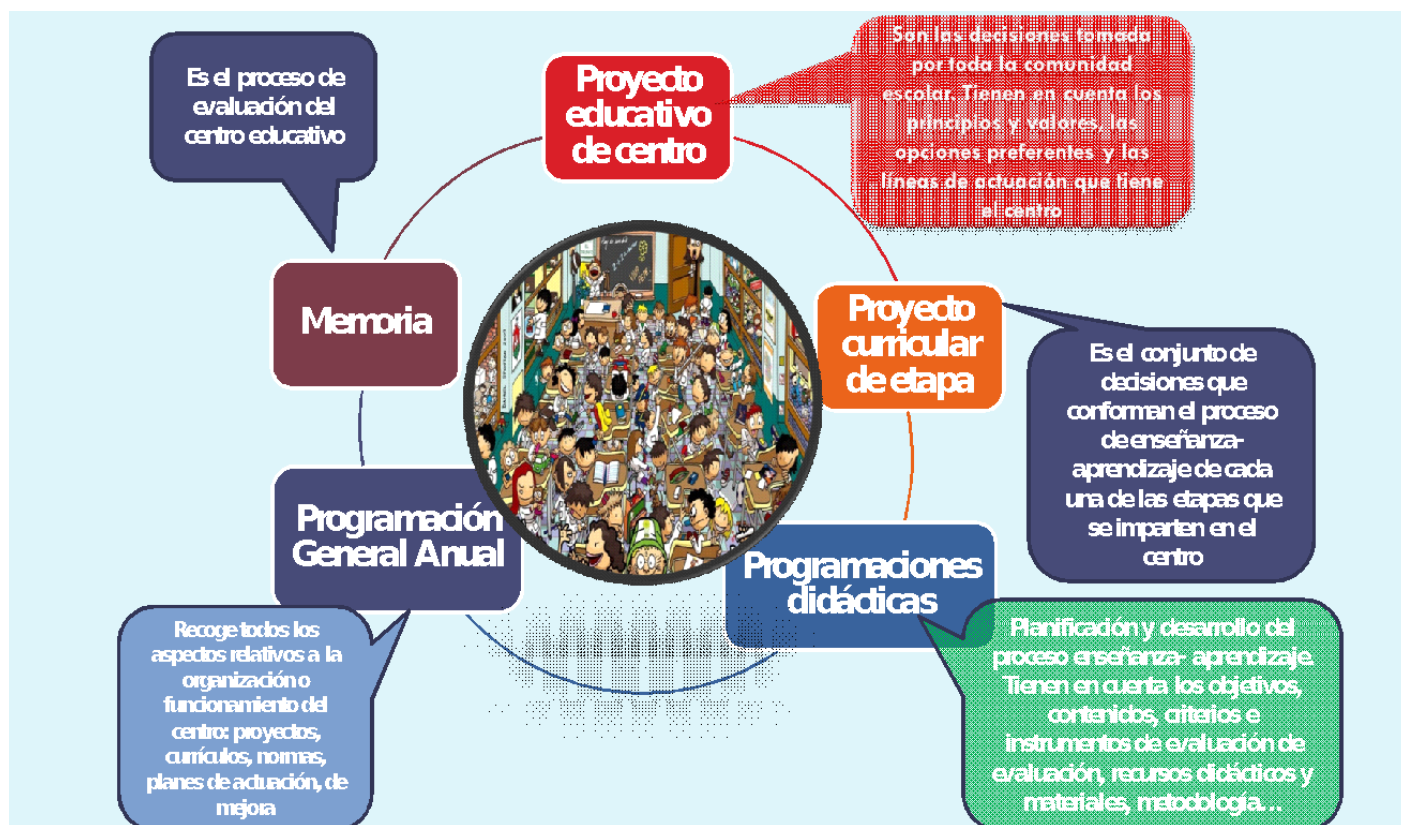 Es el proceso de
evaluación del
centro educativo
Proyecto
educativo
de centro
Son las decisiones tomada
por toda la comunidad
escolar. Tienen en cuenta los
principios y valores, las
opciones preferentes y las
líneas de actuación que tiene
el centro
Memoria
Proyecto
curricular
de etapa
Es el conjunto de
decisiones que
conforman el proceso
de enseñanza-
aprendizaje de cada
una de las etapas que
se imparten en el
centro
Programación
General Anual
Programaciones
didácticas
Recoge todos los
aspectos relativos a la
organización o
funcionamiento del
centro: proyectos,
currículos, normas,
planes de actuación, de
mejora
Planificación y desarrollo del
proceso enseñanza- aprendizaje.
Tienen en cuenta los objetivos,
contenidos, criterios e
instrumentos de evaluación de
evaluación, recursos didácticos y
materiales, metodología…